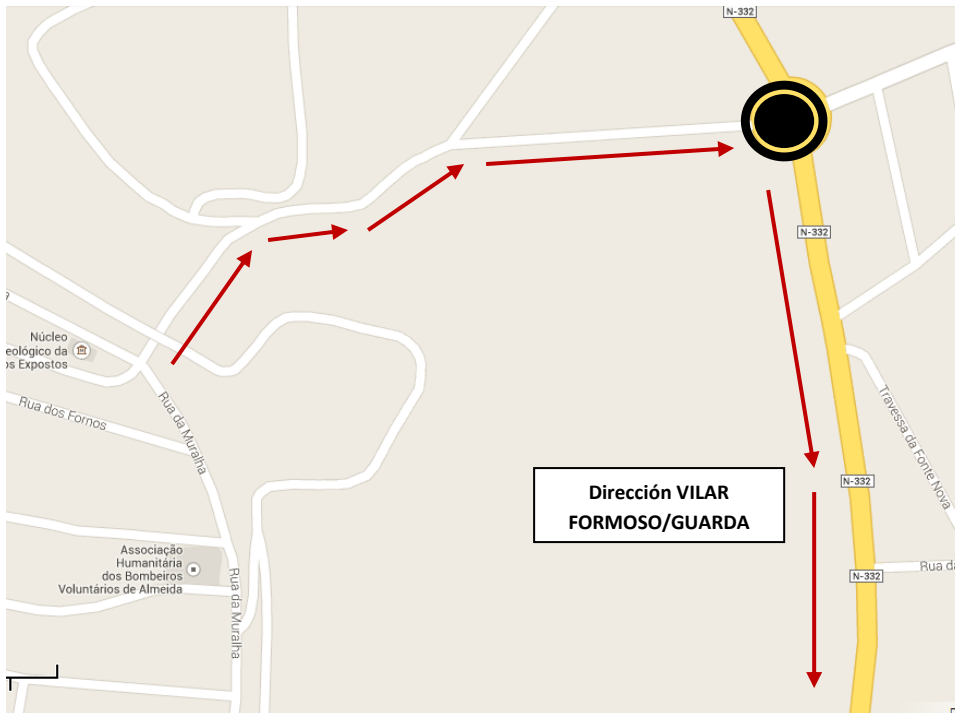 N-332
N-332
Núcleo
eológico da
os Expostos
Rua dos Fornos
Rua da Muralha
Travessa da Fonte Nova
Dirección VILAR
FORMOSO/GUARDA
N-332
Associação
Humanitária
dos Bombeiros
Voluntários de Almeida
Rua da Muralha
N-332
Rua da